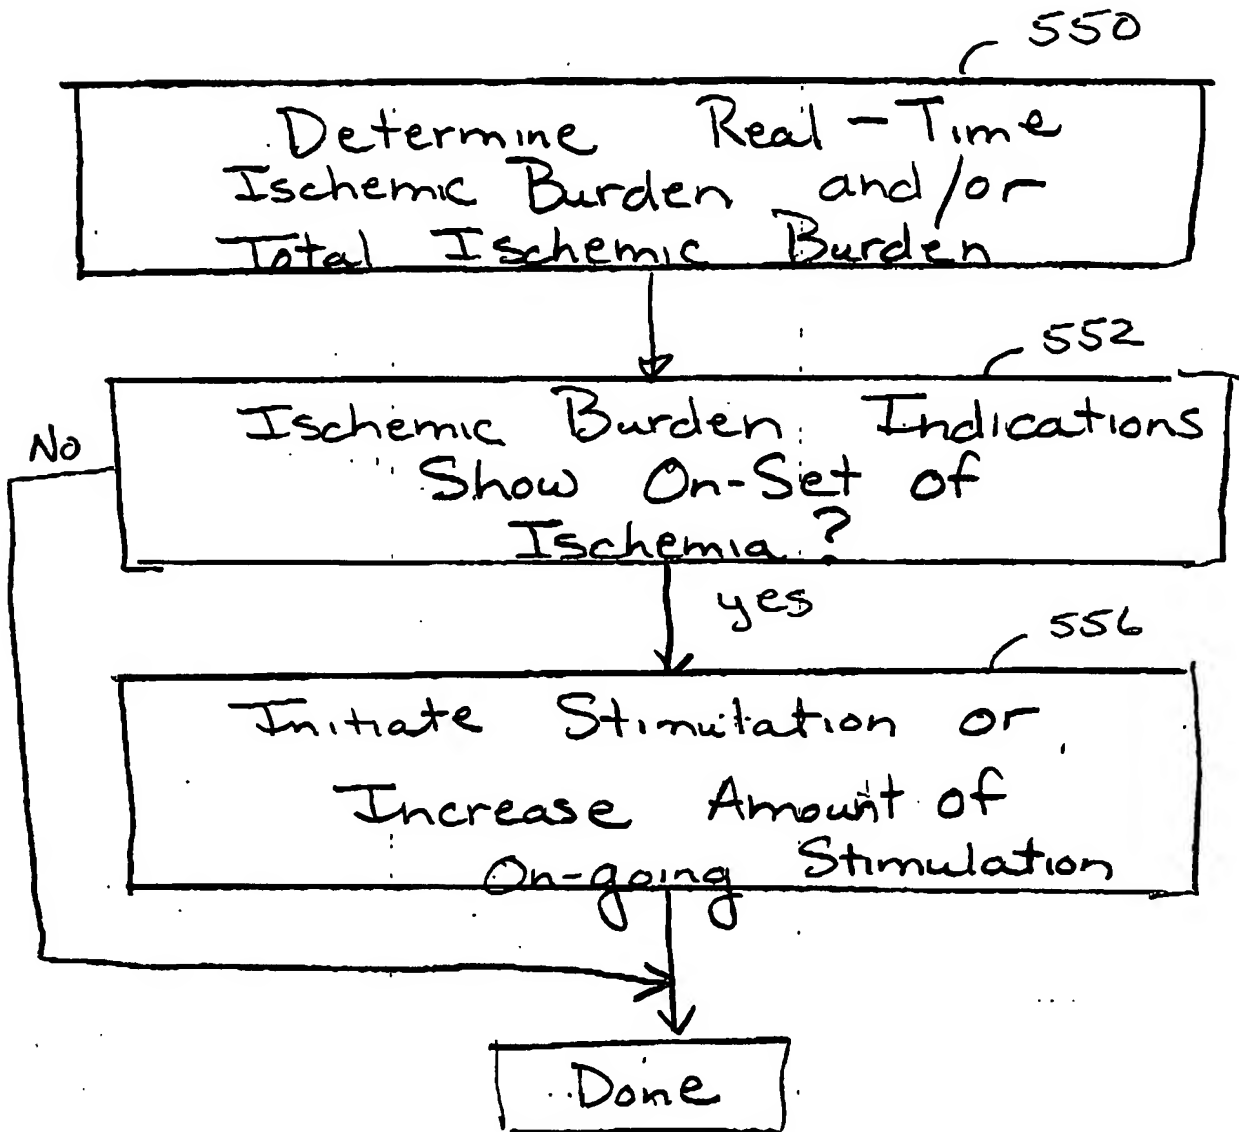 550
Determine Real-Time
Ischemic Burden and/or
Total Ischemic Burden
552
Ischemic Burden Indications
Show On-Set of
Ischemia?
No
yes
556
Initiate Stimulation or
Increase Amount of
On-going Stimulation
Done